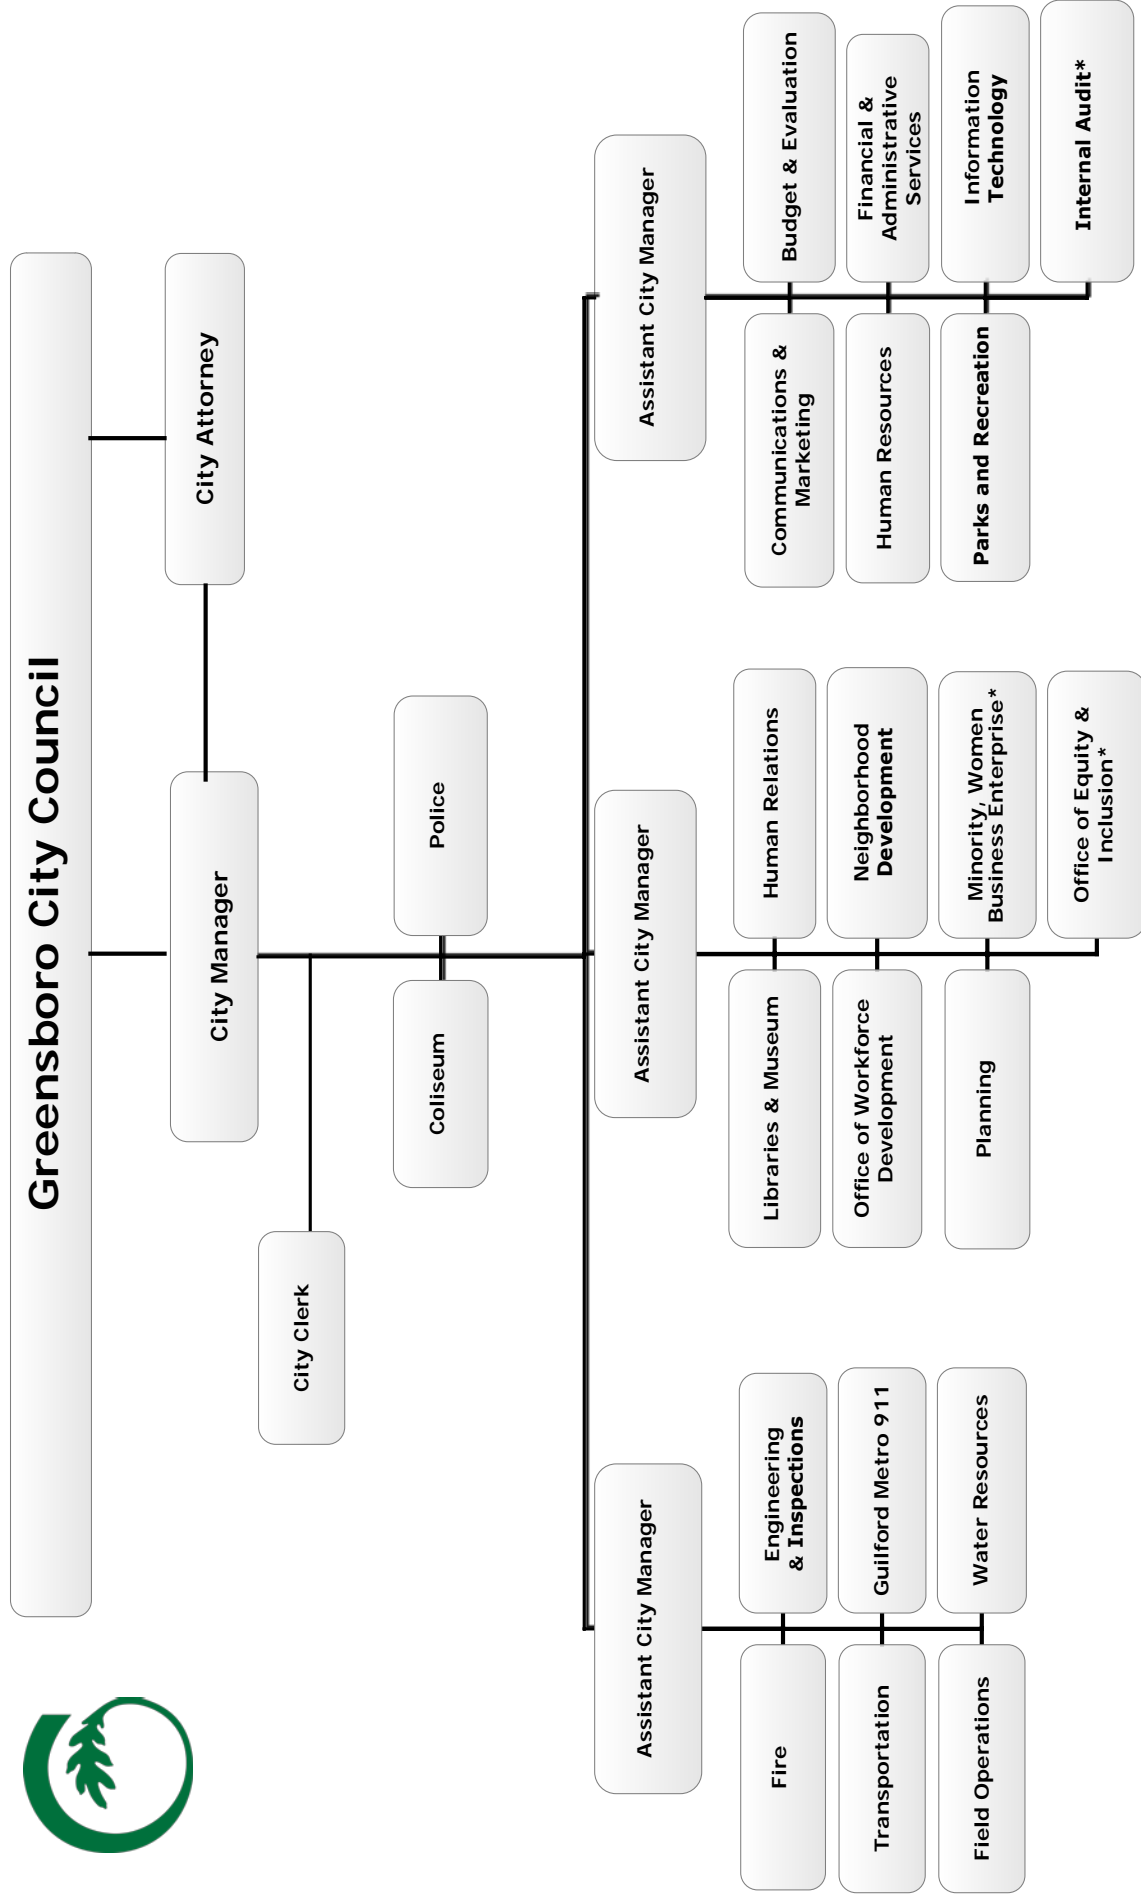 Greensboro City Council
City Manager
City Attorney
City Clerk
Coliseum
Police
Assistant City Manager
Fire
Engineering
& Inspections
Transportation
Guilford Metro 911
Field Operations
Water Resources
Assistant City Manager
Libraries & Museum
Human Relations
Office of Workforce
Development
Neighborhood
Development
Planning
Minority, Women
Business Enterprise*
Office of Equity &
Inclusion*
Assistant City Manager
Communications &
Marketing
Budget & Evaluation
Human Resources
Financial &
Administrative
Services
Parks and Recreation
Information
Technology
Internal Audit*